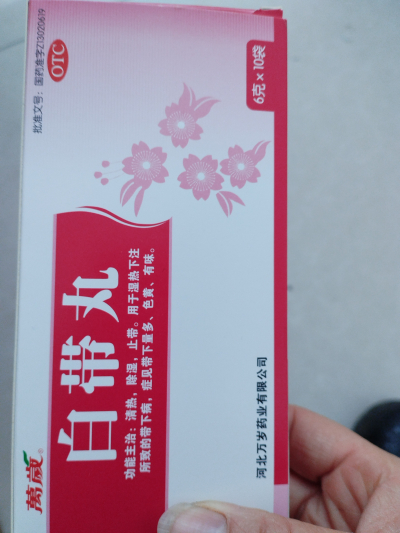 批准文号：国药准字Z13020619
OTC
6克×10袋
萬歲®
白带丸
功能主治：清热，除湿，止带。用于湿热下注
所致的带下病，症见带下量多、色黄、有味。
河北万岁药业有限公司